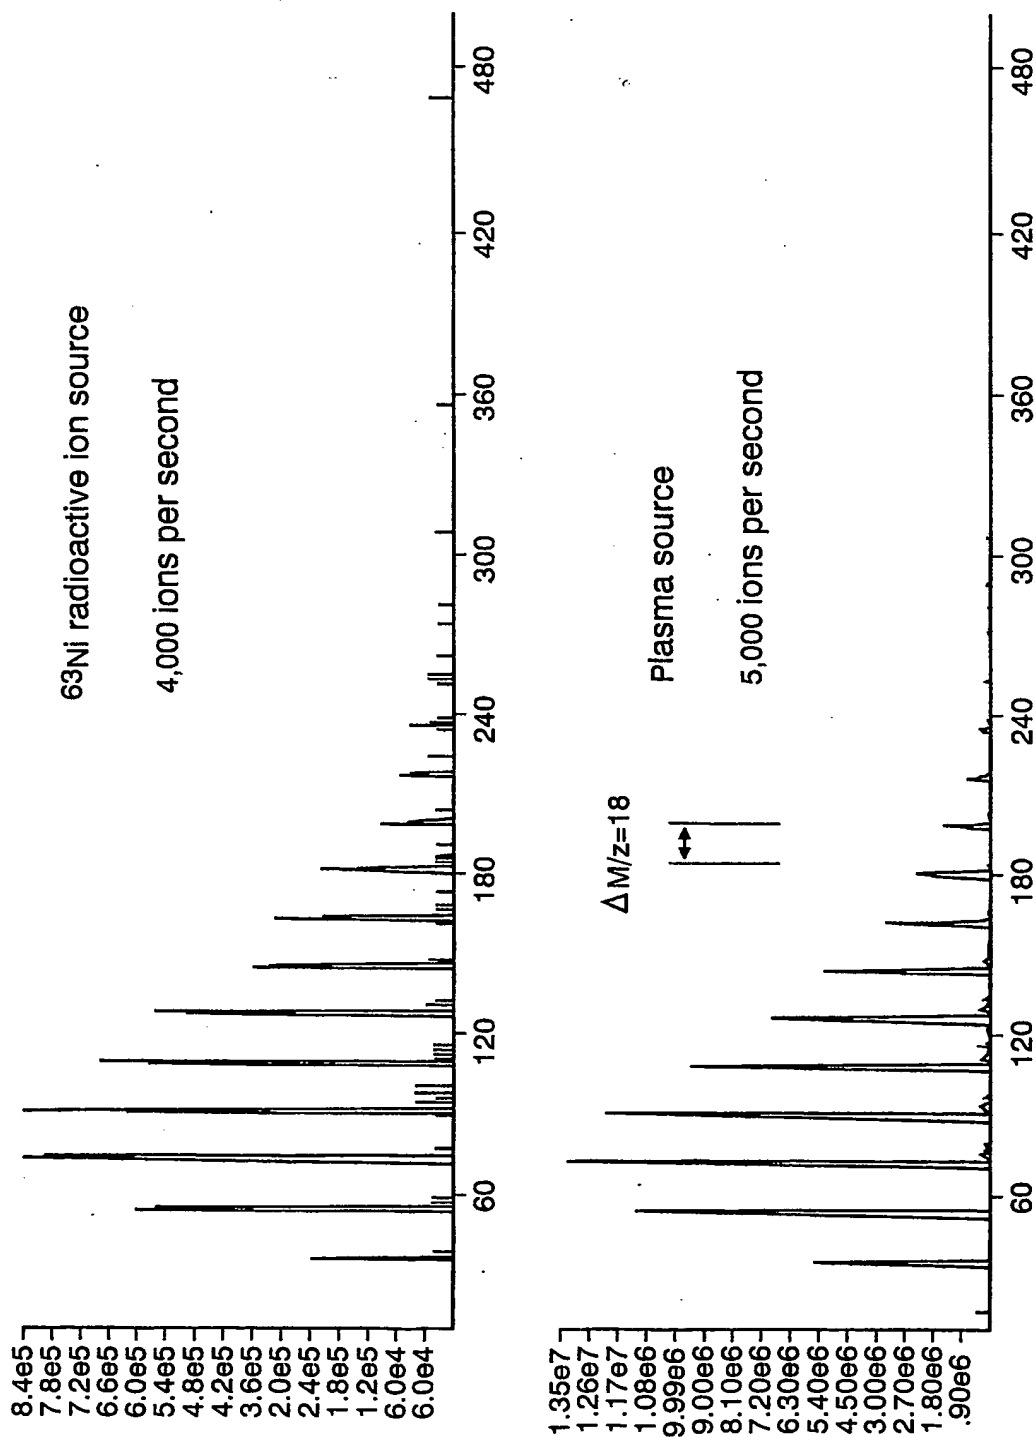 8.4e5
7.8e5
7.2e5
6.6e5
6.0e5
5.4e5
4.8e5
4.2e5
3.6e5
2.0e5
2.4e5
1.8e5
1.2e5
6.0e4
6.0e4
63Ni radioactive ion source
4,000 ions per second
60 120 180 240 300 360 420 480
1.35e7
1.26e7
1.17e7
1.08e6
9.99e6
9.00e6
8.10e6
7.20e6
6.30e6
5.40e6
4.50e6
3.00e6
2.70e6
1.80e6
.90e6
ΔM/z=18
Plasma source
5,000 ions per second
60 120 180 240 300 360 420 480